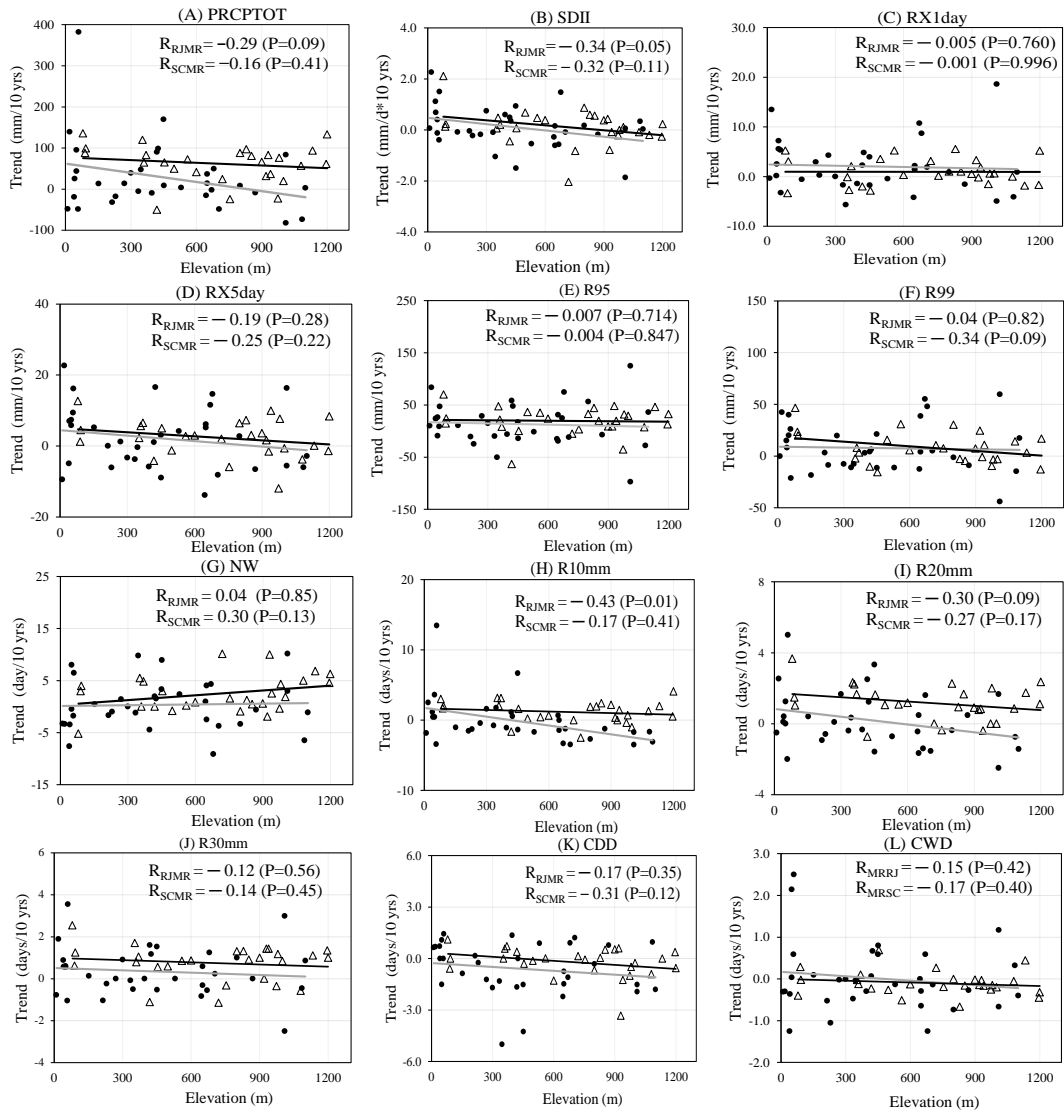 (A) PRCPTOT
R_RJMR = −0.29 (P=0.09)
R_SCMR = −0.16 (P=0.41)
Trend (mm/10 yrs)
400
300
200
100
0
-100
0 300 600 900 1200
Elevation (m)
(B) SDII
R_RJMR = − 0.34 (P=0.05)
R_SCMR = − 0.32 (P=0.11)
Trend (mm/d*10 yrs)
4.0
2.0
0.0
-2.0
-4.0
0 300 600 900 1200
Elevation (m)
(C) RX1day
R_RJMR = − 0.005 (P=0.760)
R_SCMR = − 0.001 (P=0.996)
Trend (mm/10 yrs)
30.0
20.0
10.0
0.0
-10.0
0 300 600 900 1200
Elevation (m)
(D) RX5day
R_RJMR = − 0.19 (P=0.28)
R_SCMR = − 0.25 (P=0.22)
Trend (mm/10 yrs)
40
20
0
-20
0 300 600 900 1200
Elevation (m)
(E) R95
R_RJMR = − 0.007 (P=0.714)
R_SCMR = − 0.004 (P=0.847)
Trend (mm/10 yrs)
250
150
50
-50
-150
0 300 600 900 1200
Elevation (m)
(F) R99
R_RJMR = − 0.04 (P=0.82)
R_SCMR = − 0.34 (P=0.09)
Trend (mm/10 yrs)
150
100
50
0
-50
0 300 600 900 1200
Elevation (m)
(G) NW
R_RJMR = 0.04 (P=0.85)
R_SCMR = 0.30 (P=0.13)
Trend (days/10 yrs)
25
15
5
-5
-15
0 300 600 900 1200
Elevation (m)
(H) R10mm
R_RJMR = − 0.43 (P=0.01)
R_SCMR = − 0.17 (P=0.41)
Trend (days/10 yrs)
20
10
0
-10
0 300 600 900 1200
Elevation (m)
(I) R20mm
R_RJMR = − 0.30 (P=0.09)
R_SCMR = − 0.27 (P=0.17)
Trend (days/10 yrs)
8
4
0
-4
0 300 600 900 1200
Elevation (m)
(J) R30mm
R_RJMR = − 0.12 (P=0.56)
R_SCMR = − 0.14 (P=0.45)
Trend (days/10 yrs)
6
4
2
0
-2
-4
0 300 600 900 1200
Elevation (m)
(K) CDD
R_RJMR = − 0.17 (P=0.35)
R_SCMR = − 0.31 (P=0.12)
Trend (days/10 yrs)
6.0
3.0
0.0
-3.0
-6.0
0 300 600 900 1200
Elevation (m)
(L) CWD
R_MRRJ = − 0.15 (P=0.42)
R_MRSC = − 0.17 (P=0.40)
Trend (days/10 yrs)
3.0
2.0
1.0
0.0
-1.0
-2.0
0 300 600 900 1200
Elevation (m)